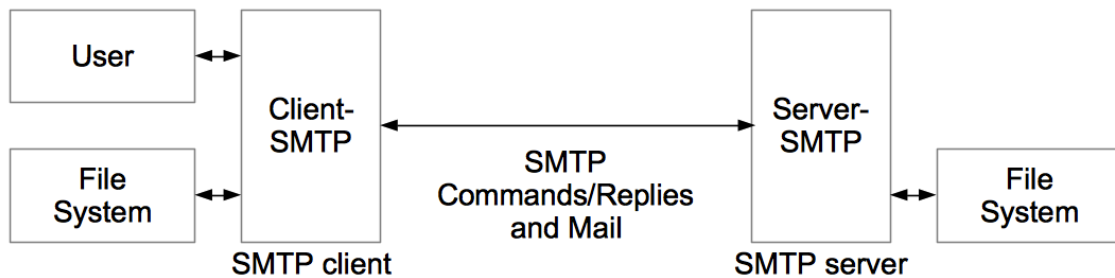 User
Client-
SMTP
Server-
SMTP
File
System
SMTP
Commands/Replies
and Mail
File
System
SMTP client
SMTP server